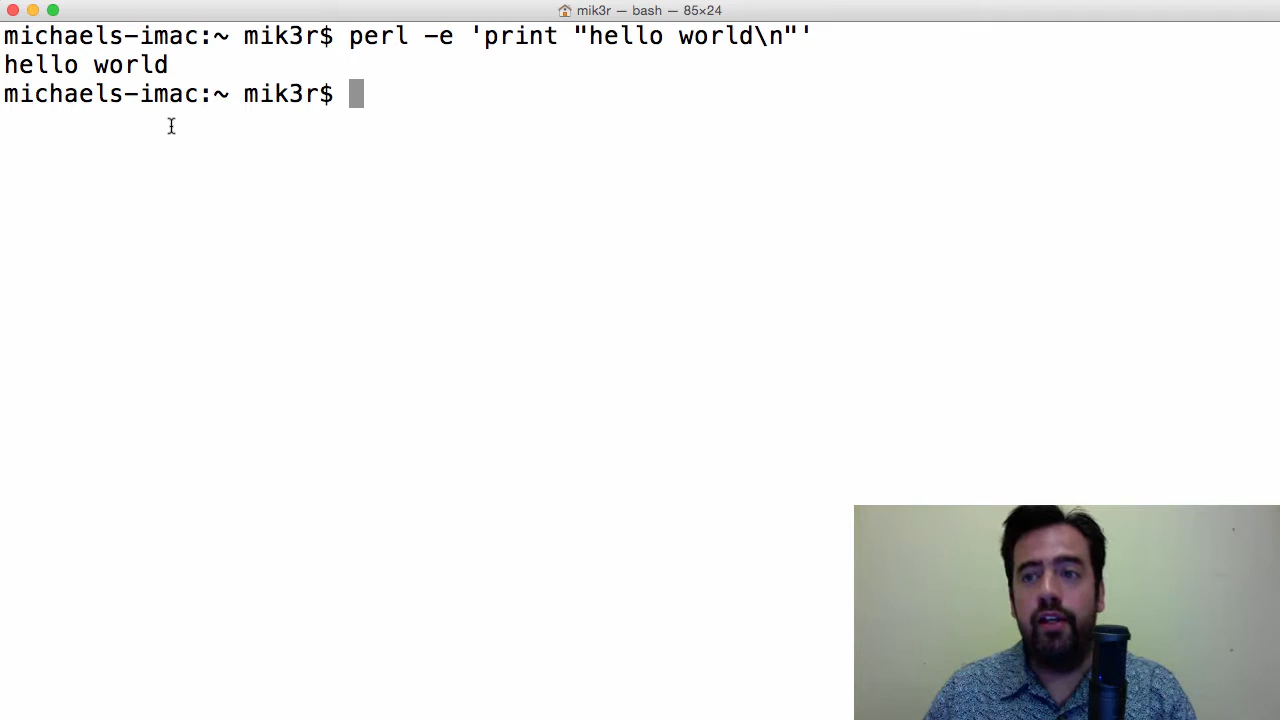 mik3r — bash — 85×24
michaels-imac:~ mik3r$ perl -e 'print "hello world\n"'
hello world
michaels-imac:~ mik3r$